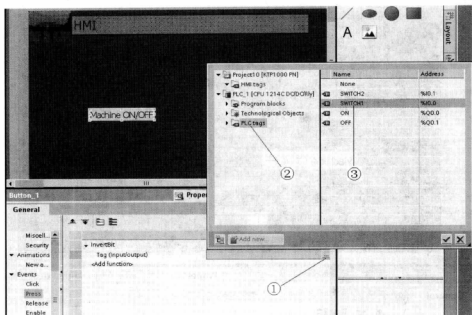 HMI
A
Layout
Machine ON/OFF
Project10 [KTP1000 PN]
HMI tags
PLC_1 [CPU 1214C DC/DC/Rly]
Program blocks
Technological Objects
PLC tags
Name Address
None
SWITCH2 %I0.1
SWITCH1 %I0.0
ON %Q0.0
OFF %Q0.1
②
③
Add new
①
Button_1
Proper
General
Miscell...
Security
Animations
New a...
Events
Click
Press
Release
Enable
InvertBit
Tag (Input/output)
<Add function>